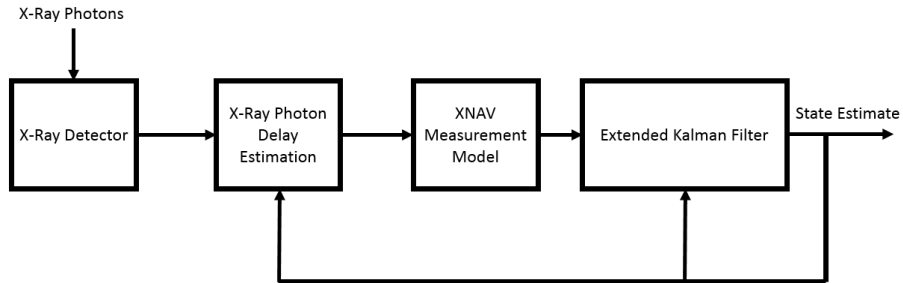 X-Ray Photons
X-Ray Detector
X-Ray Photon
Delay
Estimation
XNAV
Measurement
Model
Extended Kalman Filter
State Estimate